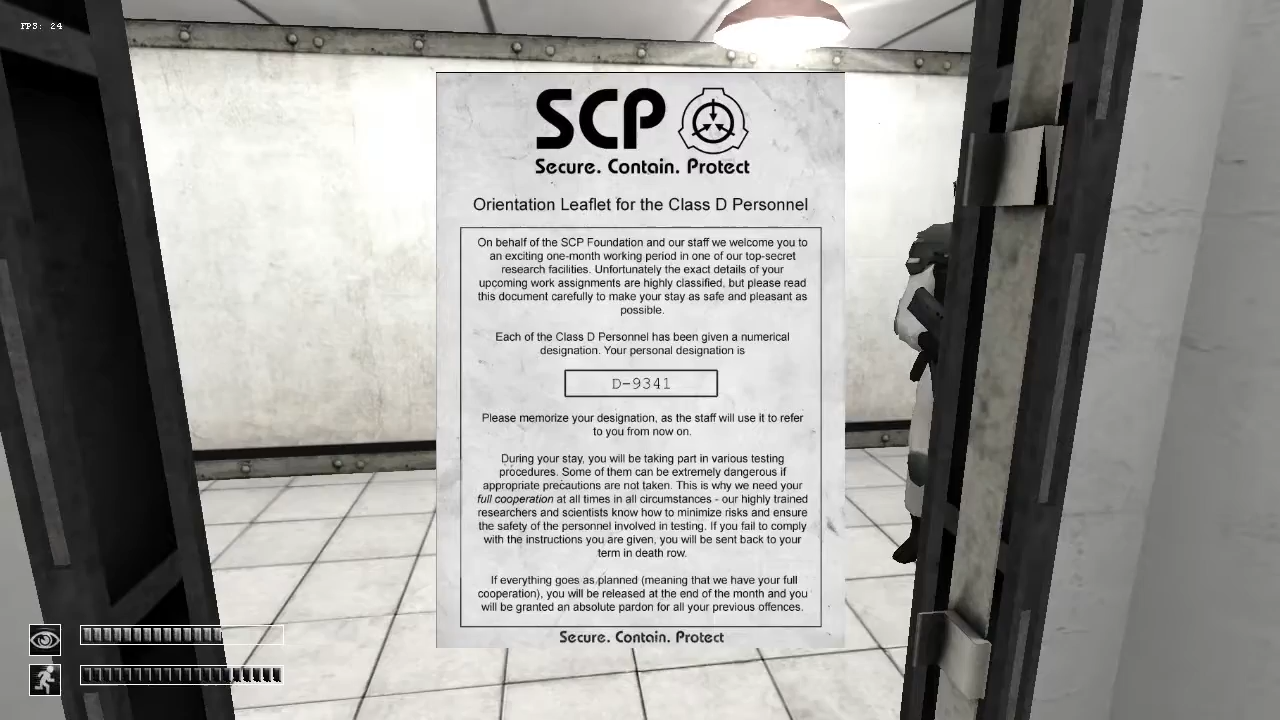 FPS: 24
SCP
Secure. Contain. Protect
Orientation Leaflet for the Class D Personnel
On behalf of the SCP Foundation and our staff we welcome you to
an exciting one-month working period in one of our top-secret
research facilities. Unfortunately the exact details of your
upcoming work assignments are highly classified, but please read
this document carefully to make your stay as safe and pleasant as
possible.
Each of the Class D Personnel has been given a numerical
designation. Your personal designation is
D-9341
Please memorize your designation, as the staff will use it to refer
to you from now on.
During your stay, you will be taking part in various testing
procedures. Some of them can be extremely dangerous if
appropriate precautions are not taken. This is why we need your
full cooperation at all times in all circumstances - our highly trained
researchers and scientists know how to minimize risks and ensure
the safety of the personnel involved in testing. If you fail to comply
with the instructions you are given, you will be sent back to your
term in death row.
If everything goes as planned (meaning that we have your full
cooperation), you will be released at the end of the month and you
will be granted an absolute pardon for all your previous offences.
Secure. Contain. Protect